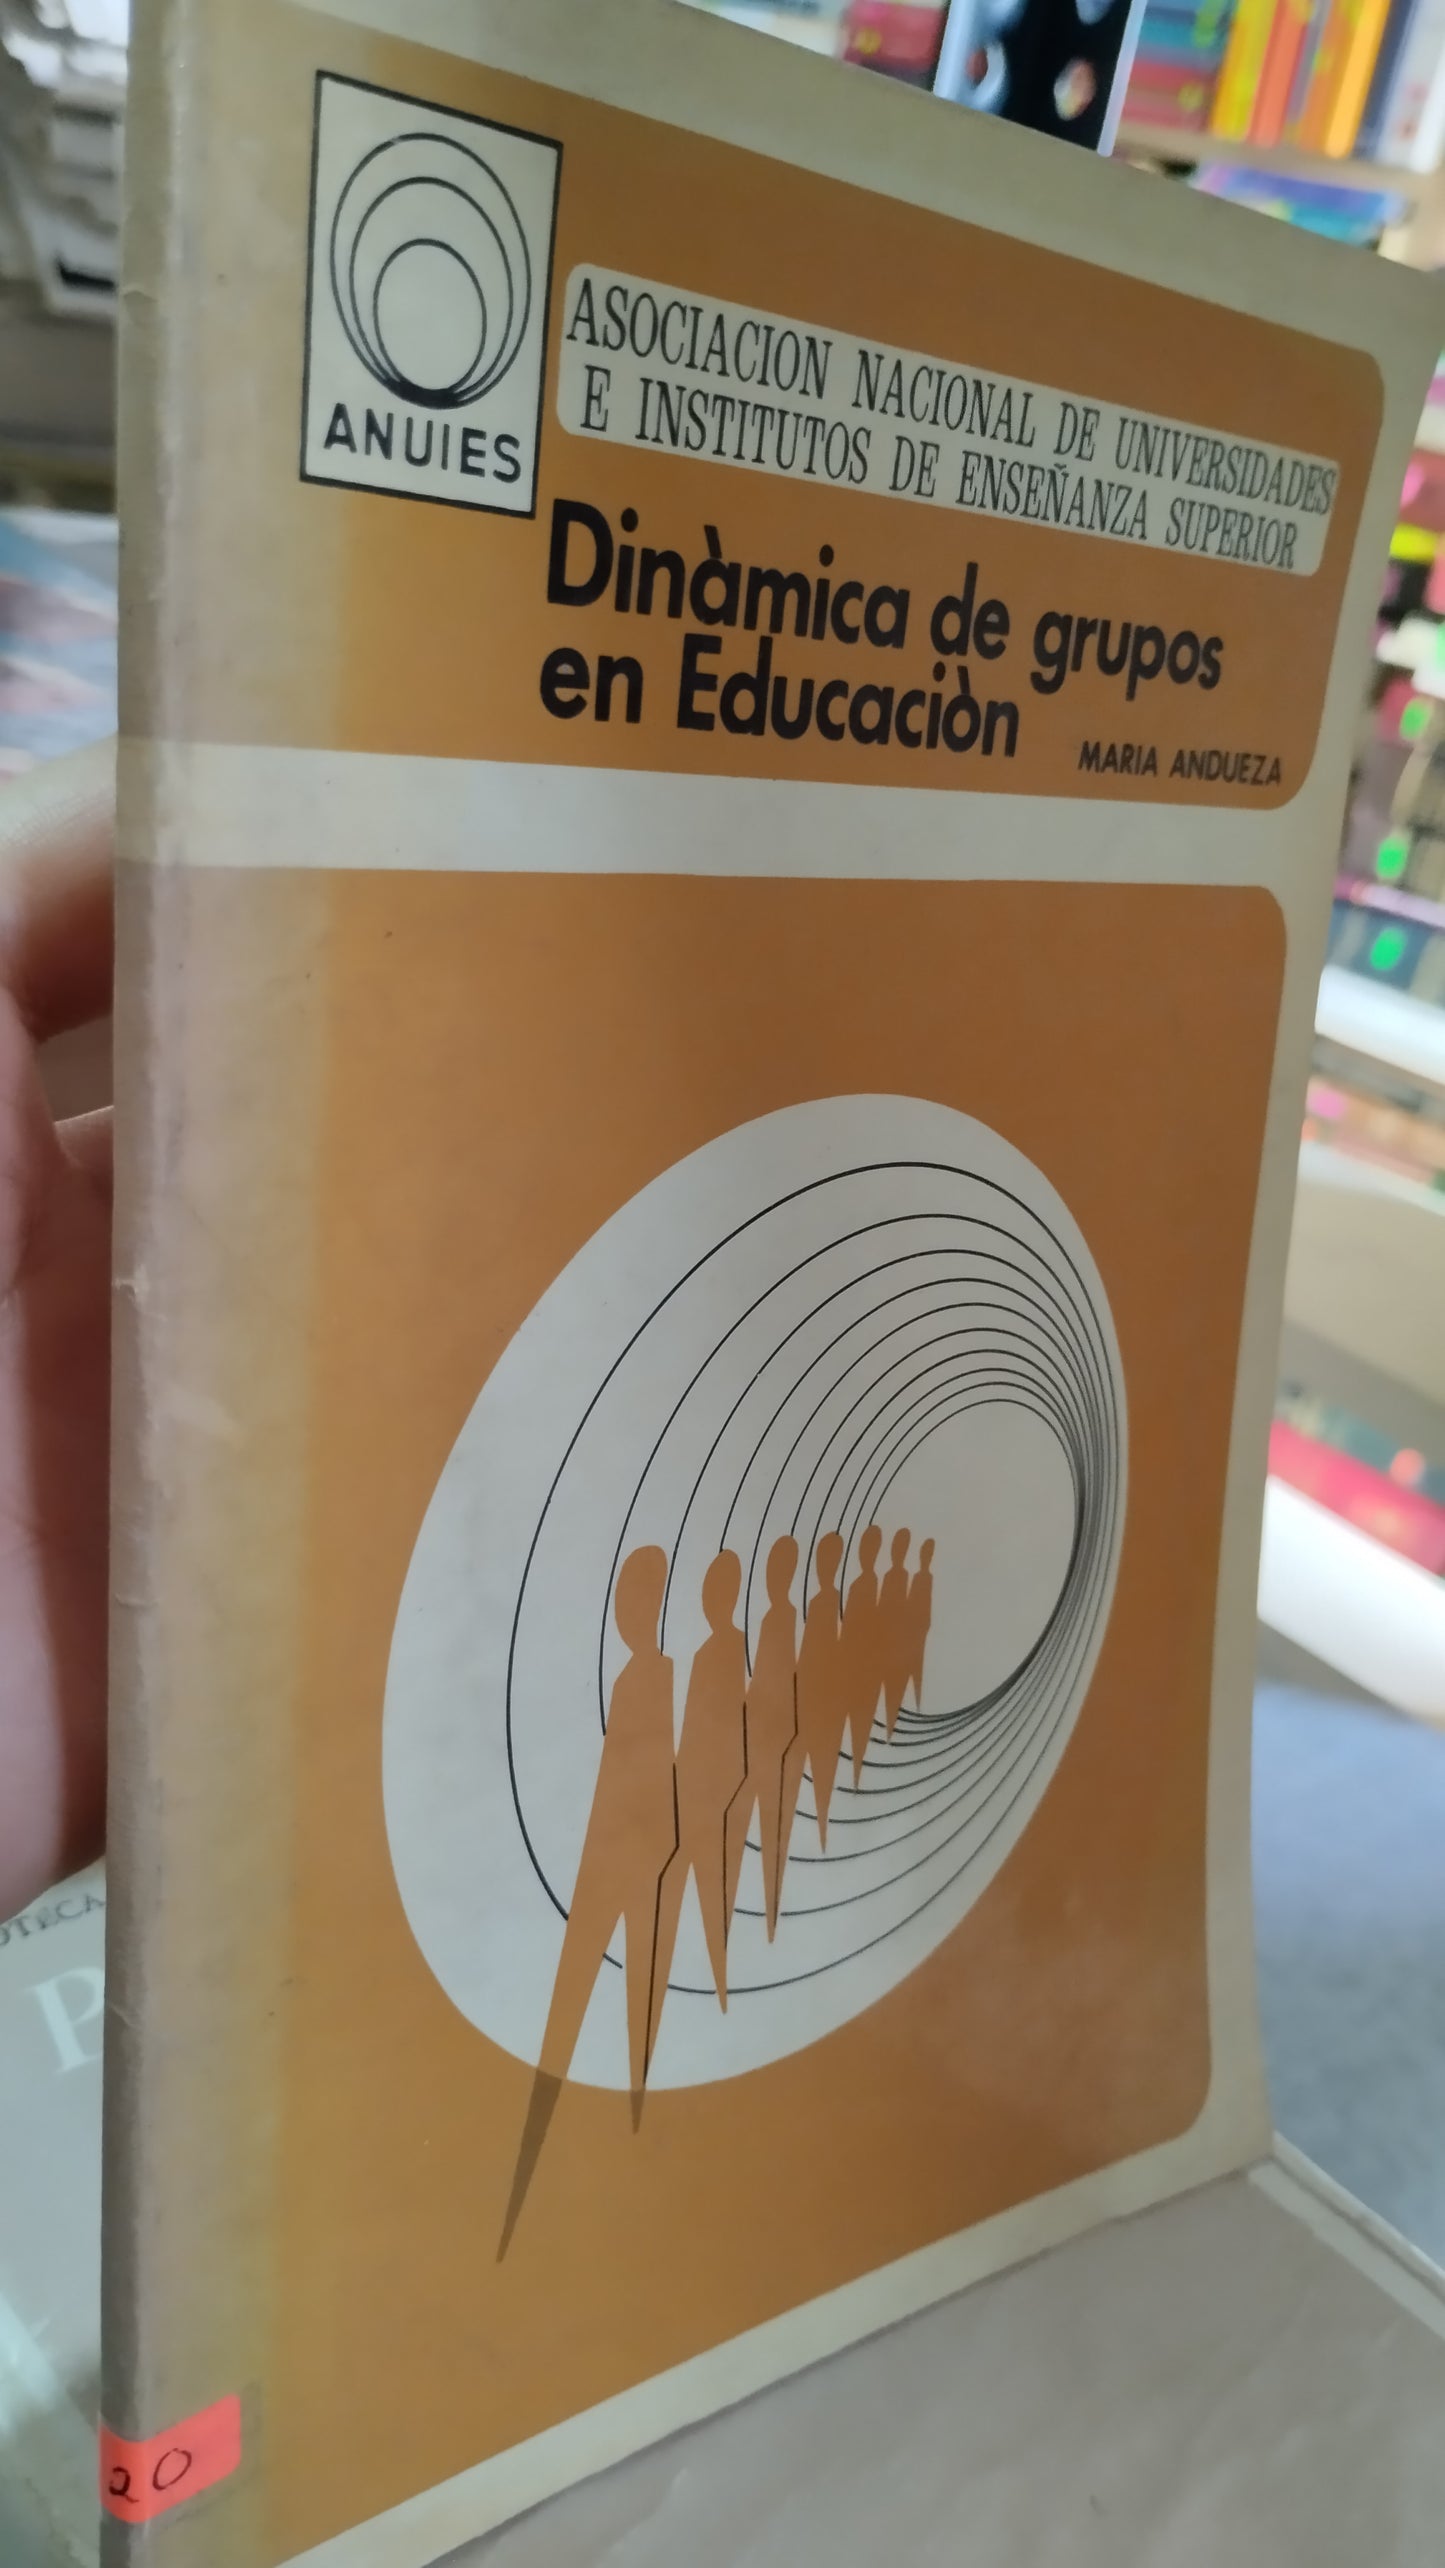 ANUIES
ASOCIACION NACIONAL DE UNIVERSIDADES
E INSTITUTOS DE ENSEÑANZA SUPERIOR
Dinàmica de grupos
en Educaciòn
MARIA ANDUEZA
20